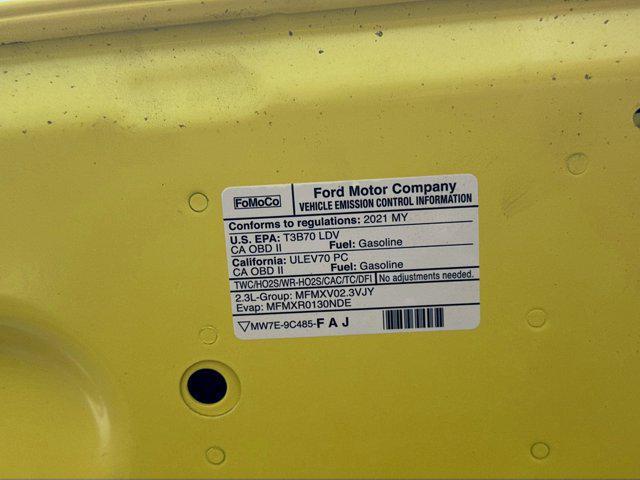 FoMoCo
Ford Motor Company
VEHICLE EMISSION CONTROL INFORMATION
Conforms to regulations: 2021 MY
U.S. EPA: T3B70 LDV
CA OBD II Fuel: Gasoline
California: ULEV70 PC
CA OBD II Fuel: Gasoline
TWC/HO2S/WR-HO2S/CAC/TC/DFI No adjustments needed.
2.3L-Group: MFMXV02.3VJY
Evap: MFMXR0130NDE
MW7E-9C485-F A J